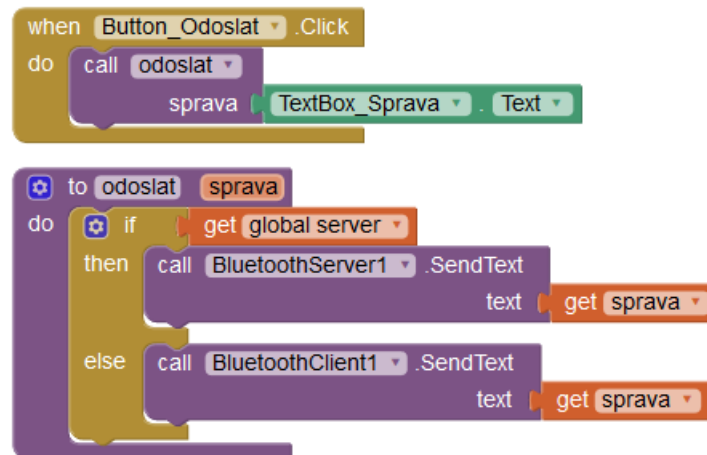 when Button_Odoslat .Click
do call odoslat
sprava TextBox_Sprava . Text
to odoslat sprava
do if get global server
then call BluetoothServer1 .SendText
text get sprava
else call BluetoothClient1 .SendText
text get sprava